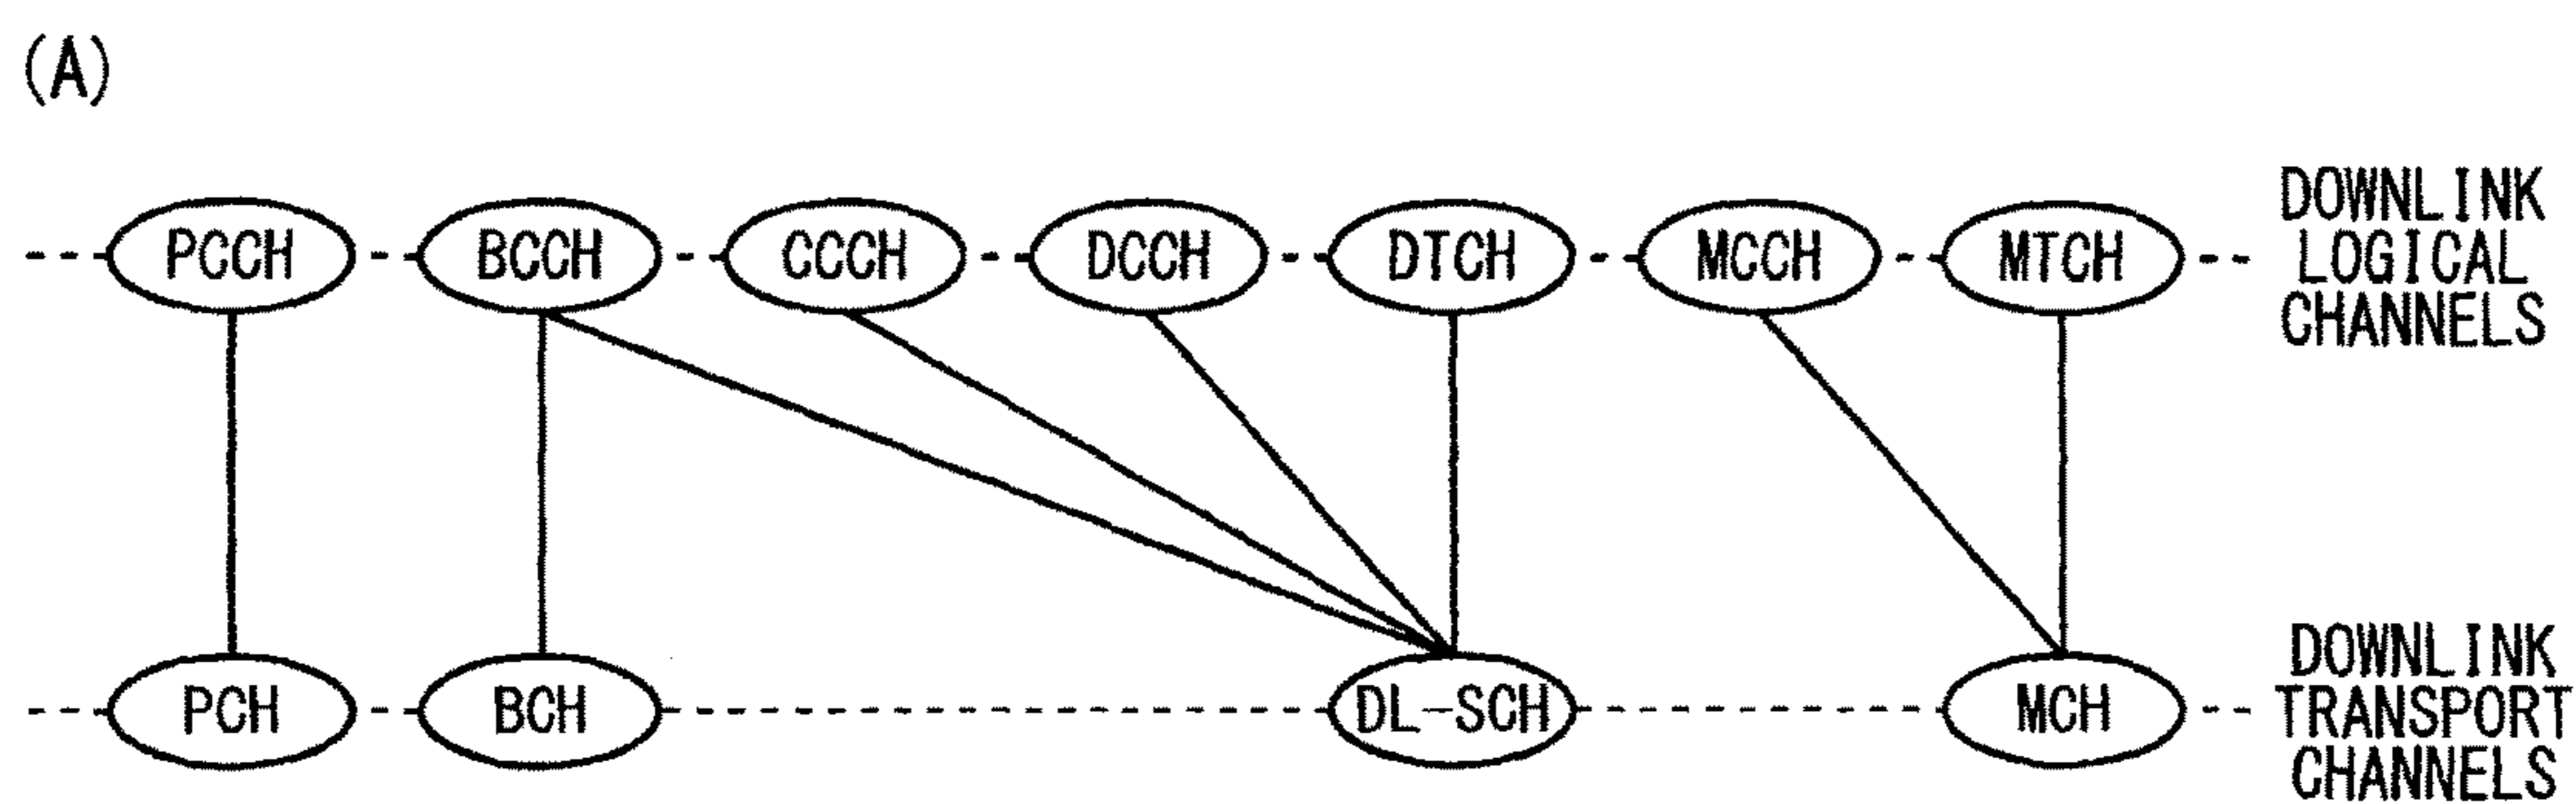 (A)
PCCH BCCH CCCH DCCH DTCH MCCH MTCH
DOWNLINK
LOGICAL
CHANNELS
PCH BCH DL-SCH MCH
DOWNLINK
TRANSPORT
CHANNELS